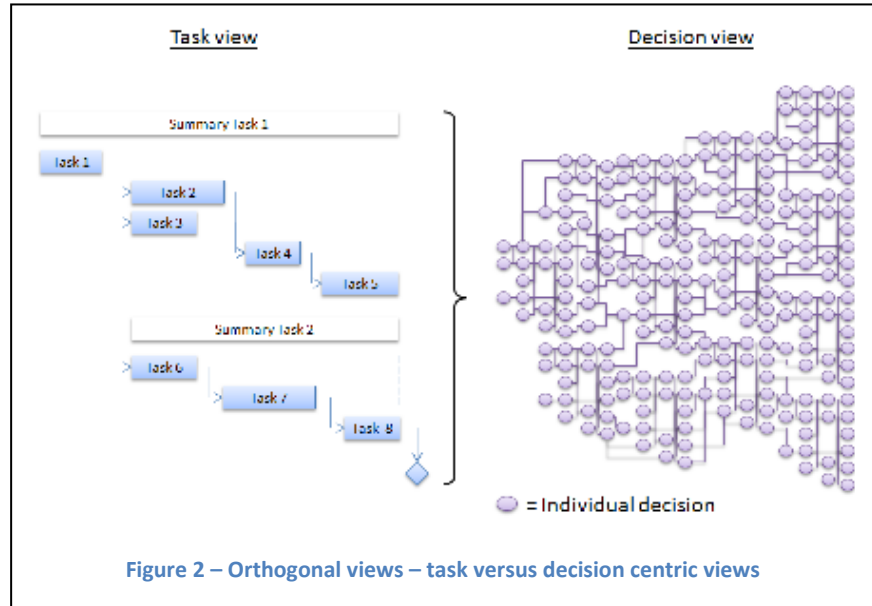 Task view
Decision view
Summary Task 1
Task 1
Task 2
Task 3
Task 4
Task 5
Summary Task 2
Task 6
Task 7
Task 8
= Individual decision
Figure 2 – Orthogonal views – task versus decision centric views